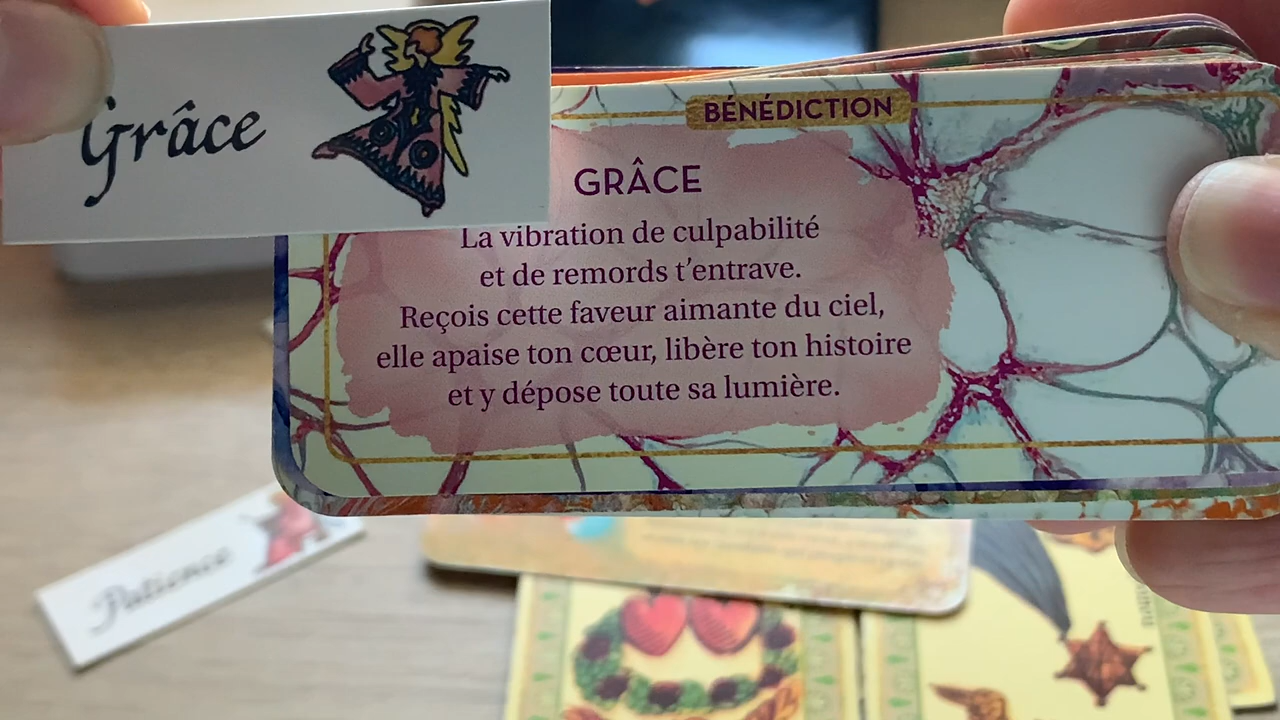 Grâce
BÉNÉDICTION
GRÂCE
La vibration de culpabilité
et de remords t’entrave.
Reçois cette faveur aimante du ciel,
elle apaise ton cœur, libère ton histoire
et y dépose toute sa lumière.
Patience